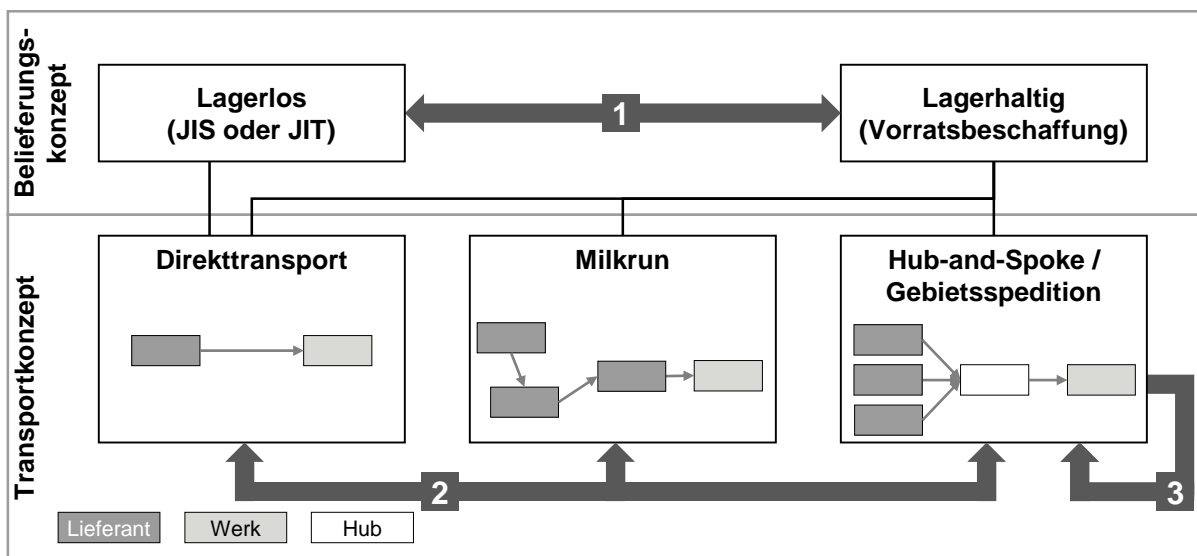 Belieferungs-
konzept
Lagerlos
(JIS oder JIT)
1
Lagerhaltig
(Vorratsbeschaffung)
Transportkonzept
Direkttransport
Milkrun
Hub-and-Spoke /
Gebietsspedition
2
3
Lieferant
Werk
Hub